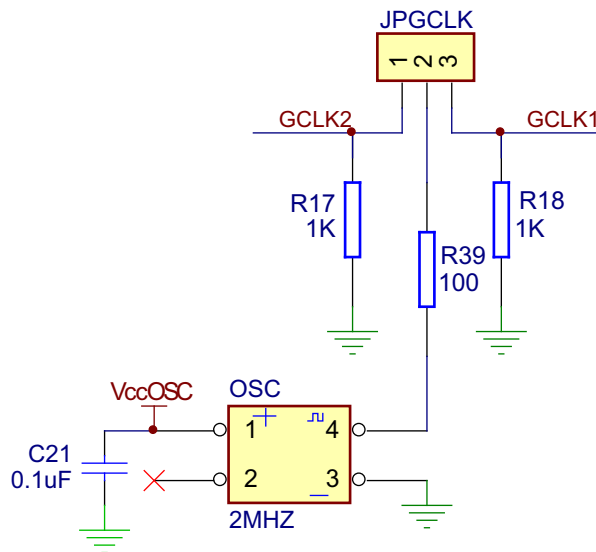 JPGCLK
1 2 3
GCLK2 GCLK1
R17
1K
R18
1K
R39
100
VccOSC
OSC
C21
0.1uF
1 4
2 3
2MHZ